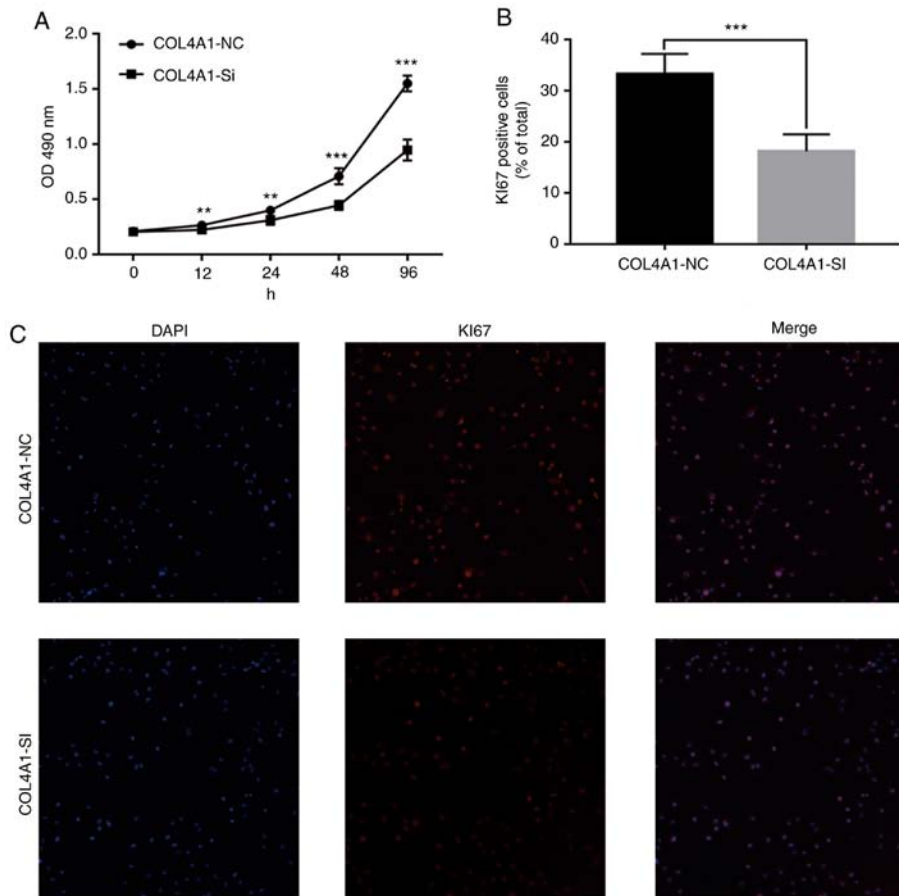 A
COL4A1-NC
COL4A1-Si
OD 490 nm
2.0
1.5
1.0
0.5
0.0
**
**
***
***
0 12 24 48 96
h
B
KI67 positive cells
(% of total)
40
30
20
10
0
***
COL4A1-NC COL4A1-SI
C
DAPI KI67 Merge
COL4A1-NC
COL4A1-SI